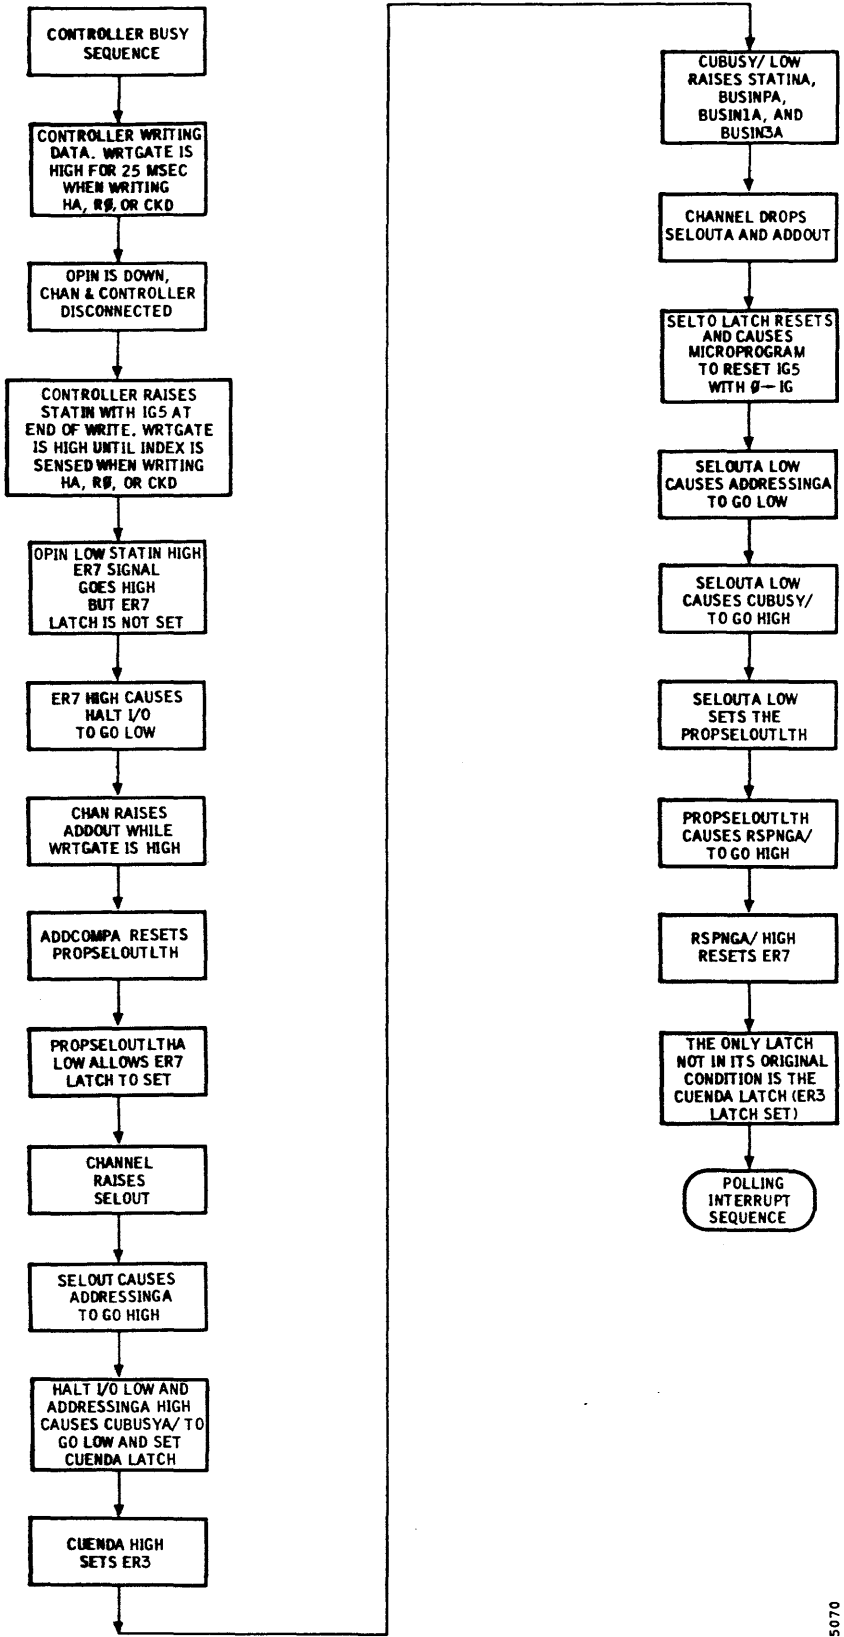 CONTROLLER BUSY
SEQUENCE
CONTROLLER WRITING
DATA. WRTGATE IS
HIGH FOR 25 MSEC
WHEN WRITING
HA, RØ, OR CKD
OPIN IS DOWN,
CHAN & CONTROLLER
DISCONNECTED
CONTROLLER RAISES
STATIN WITH IG5 AT
END OF WRITE. WRTGATE
IS HIGH UNTIL INDEX IS
SENSED WHEN WRITING
HA, RØ, OR CKD
OPIN LOW STATIN HIGH
ER7 SIGNAL
GOES HIGH
BUT ER7
LATCH IS NOT SET
ER7 HIGH CAUSES
HALT I/O
TO GO LOW
CHAN RAISES
ADDOUT WHILE
WRTGATE IS HIGH
ADDCOMPA RESETS
PROPSELOUTLTH
PROPSELOUTLTHA
LOW ALLOWS ER7
LATCH TO SET
CHANNEL
RAISES
SELOUT
SELOUT CAUSES
ADDRESSINGA
TO GO HIGH
HALT I/O LOW AND
ADDRESSINGA HIGH
CAUSES CUBUSYA/ TO
GO LOW AND SET
CUENDA LATCH
CUENDA HIGH
SETS ER3
CUBUSY/ LOW
RAISES STATINA,
BUSINPA,
BUSIN1A, AND
BUSIN3A
CHANNEL DROPS
SELOUTA AND ADDOUT
SELTO LATCH RESETS
AND CAUSES
MICROPROGRAM
TO RESET IG5
WITH Ø—IG
SELOUTA LOW
CAUSES ADDRESSINGA
TO GO LOW
SELOUTA LOW
CAUSES CUBUSY/
TO GO HIGH
SELOUTA LOW
SETS THE
PROPSELOUTLTH
PROPSELOUTLTH
CAUSES RSPNGA/
TO GO HIGH
RSPNGA/ HIGH
RESETS ER7
THE ONLY LATCH
NOT IN ITS ORIGINAL
CONDITION IS THE
CUENDA LATCH (ER3
LATCH SET)
POLLING
INTERRUPT
SEQUENCE
5070